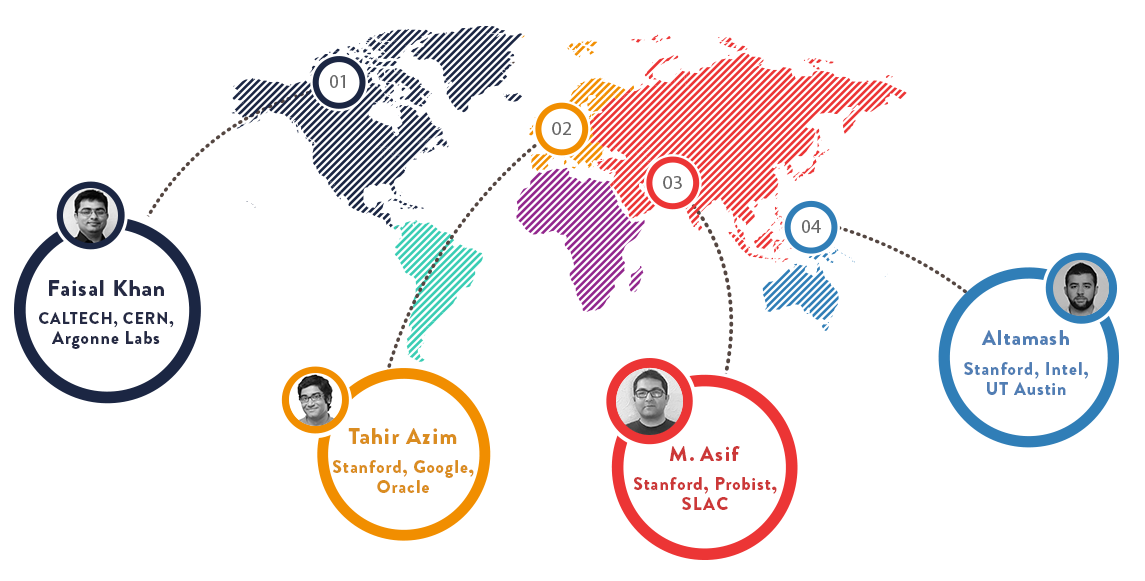 01
02
03
04
Faisal Khan
CALTECH, CERN,
Argonne Labs
Tahir Azim
Stanford, Google,
Oracle
M. Asif
Stanford, Probist,
SLAC
Altamash
Stanford, Intel,
UT Austin